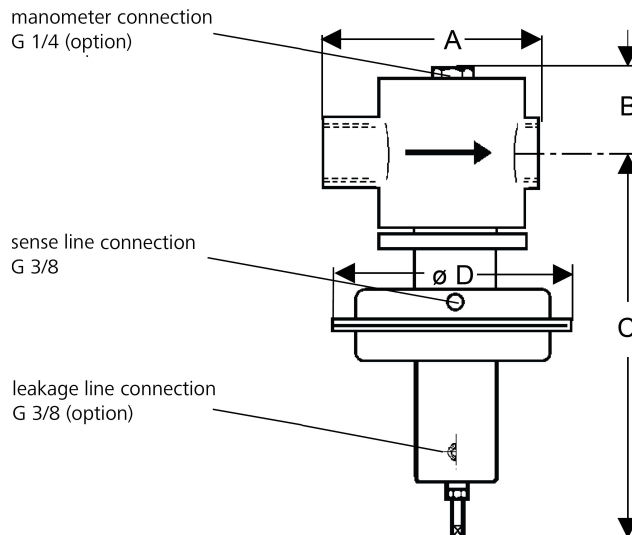 manometer connection
G 1/4 (option)
A
B
sense line connection
G 3/8
ø D
C
leakage line connection
G 3/8 (option)